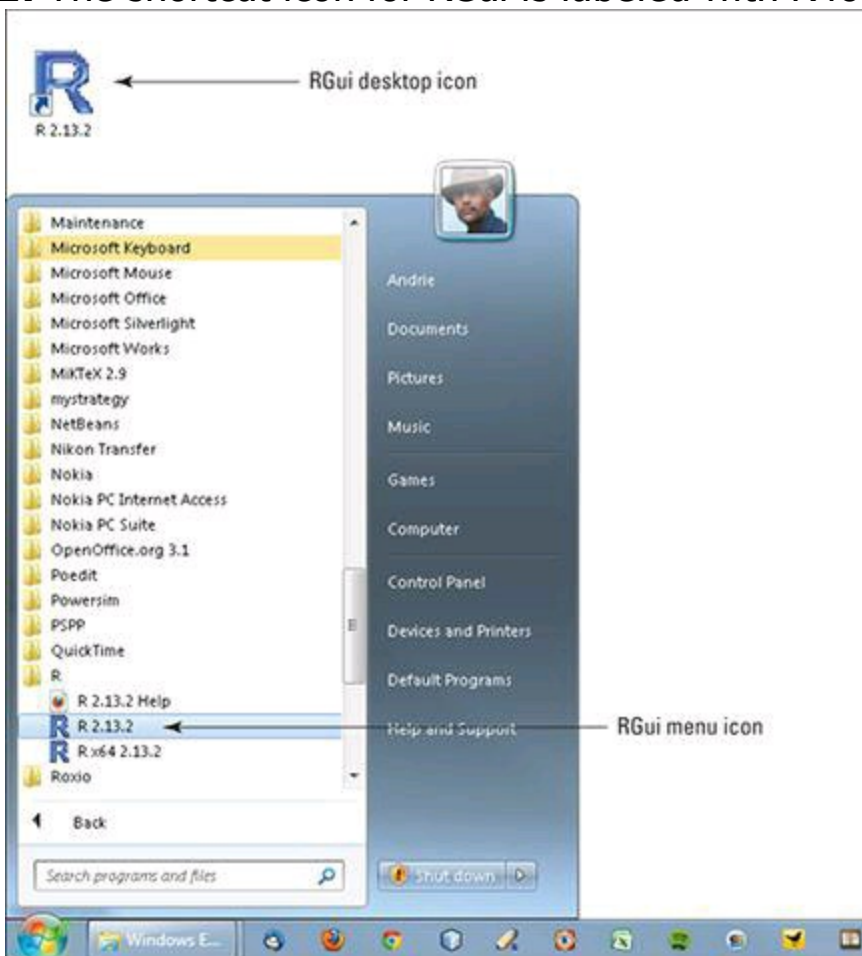 RGui desktop icon
R 2.13.2
Maintenance
Microsoft Keyboard
Microsoft Mouse
Microsoft Office
Microsoft Silverlight
Microsoft Works
MiKTeX 2.9
mystrategy
NetBeans
Nikon Transfer
Nokia
Nokia PC Internet Access
Nokia PC Suite
OpenOffice.org 3.1
Poedit
Powersim
PSPP
QuickTime
R
R 2.13.2 Help
R 2.13.2
R x64 2.13.2
Roxio
Back
Search programs and files
Andrie
Documents
Pictures
Music
Games
Computer
Control Panel
Devices and Printers
Default Programs
Help and Support
RGui menu icon
Shut down
Windows E...